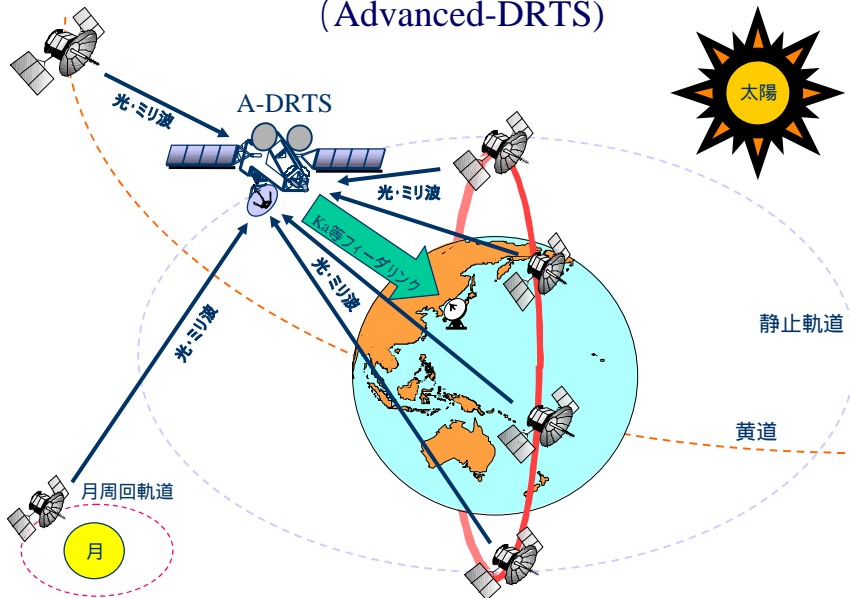 （Advanced-DRTS)
太陽
A-DRTS
光・ミリ波
光・ミリ波
Ka等フィーダリンク
光・ミリ波
光・ミリ波
静止軌道
黄道
月周回軌道
月